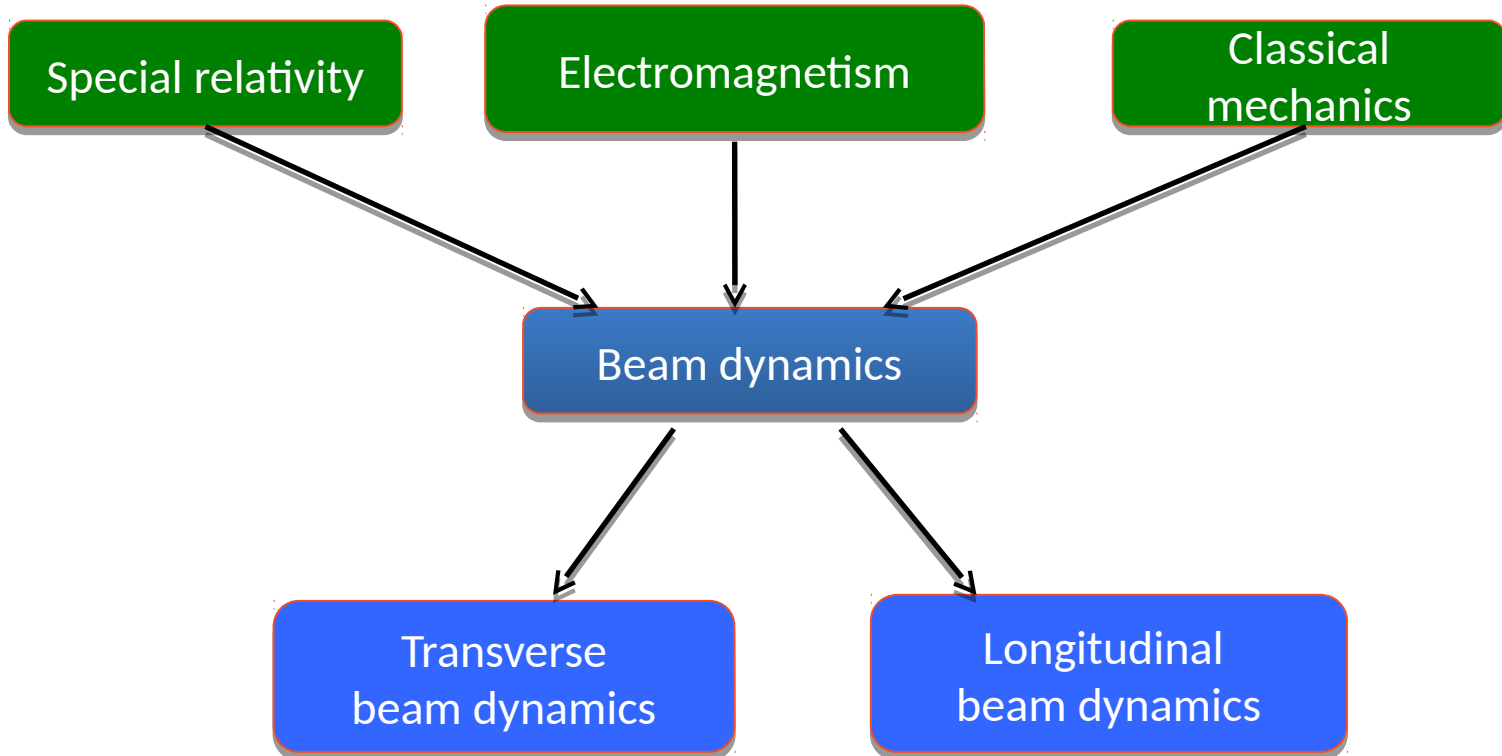 Special relativity
Electromagnetism
Classical
mechanics
Beam dynamics
Transverse
beam dynamics
Longitudinal
beam dynamics